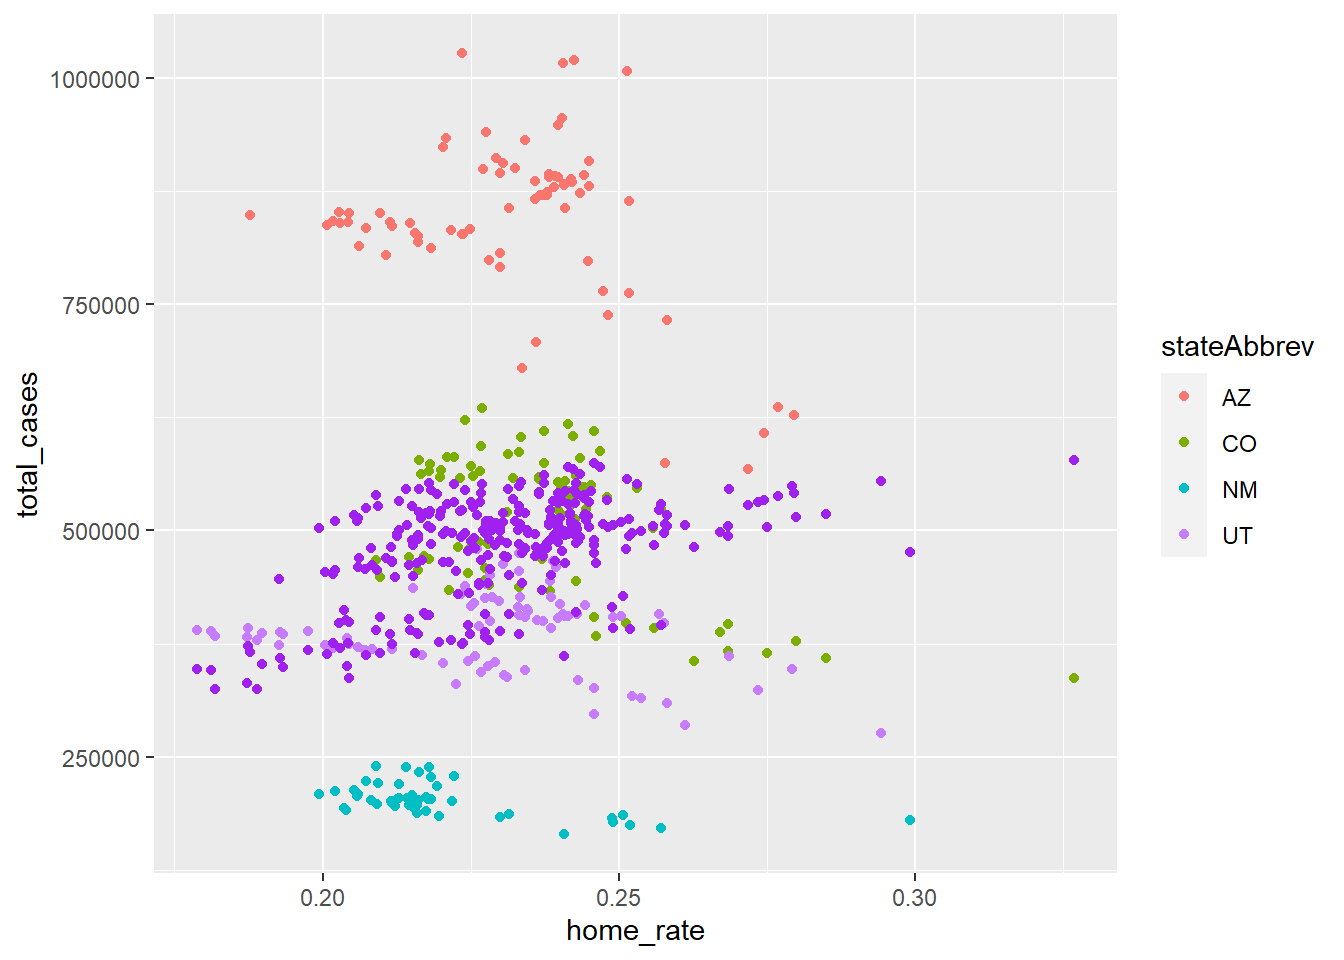 1000000
750000
500000
250000
total_cases
0.20
0.25
0.30
home_rate
stateAbbrev
AZ
CO
NM
UT